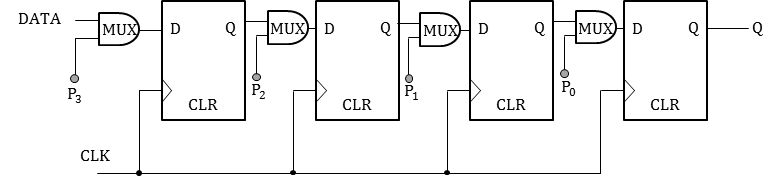 DATA MUX D Q MUX D Q MUX D Q MUX D Q Q
P3 P2 P1 P0
CLR CLR CLR CLR
CLK